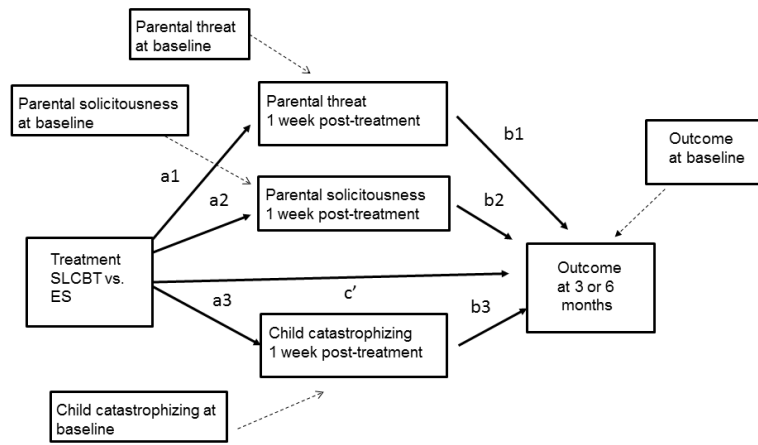 Parental threat
at baseline
Parental solicitousness
at baseline
Parental threat
1 week post-treatment
b1
Outcome
at baseline
a1
a2
Parental solicitousness
1 week post-treatment
b2
Treatment
SLCBT vs.
ES
c'
Outcome
at 3 or 6
months
a3
b3
Child catastrophizing
1 week post-treatment
Child catastrophizing at
baseline